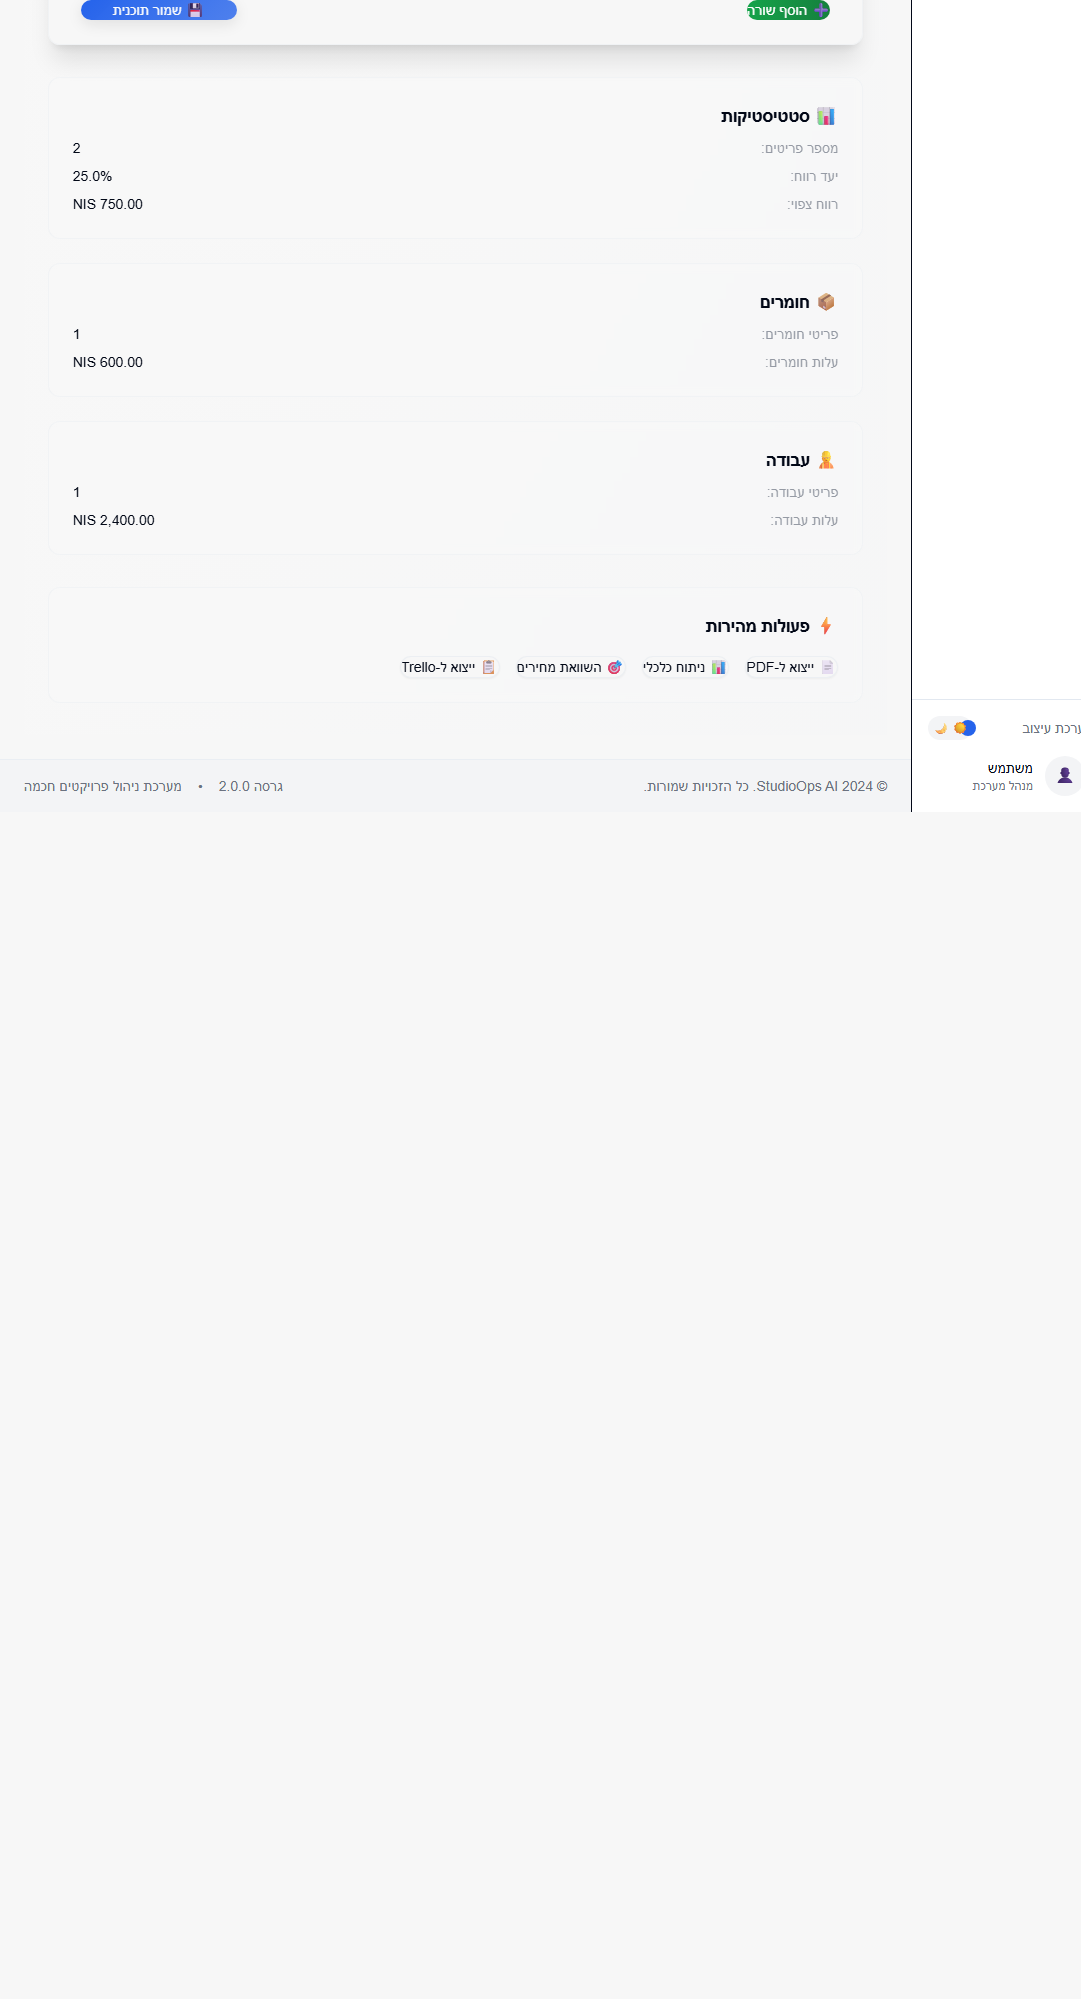 הוסף שורה
שמור תוכנית
סטטיסטיקות
מספר פריטים: 2
יעד רווח: 25.0%
רווח צפוי: NIS 750.00
חומרים
פריטי חומרים: 1
עלות חומרים: NIS 600.00
עבודה
פריטי עבודה: 1
עלות עבודה: NIS 2,400.00
פעולות מהירות
ייצוא ל-PDF
ניתוח כלכלי
השוואת מחירים
ייצוא ל-Trello
ערכת עיצוב
משתמש
מנהל מערכת
© 2024 StudioOps AI. כל הזכויות שמורות.
גרסה 2.0.0 • מערכת ניהול פרויקטים חכמה